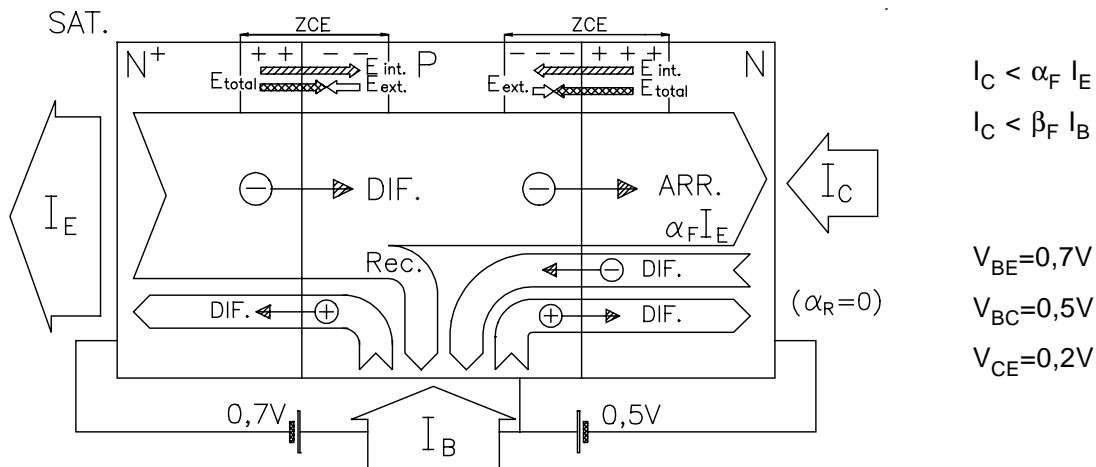 SAT.
ZCE
ZCE
N+
+ +
- -
P
- - -
+ + +
N
E int.
E int.
E total
E ext.
E ext.
E total
I_C < α_F I_E
I_C < β_F I_B
I_E
−
DIF.
−
ARR.
I_C
α_F I_E
Rec.
−
DIF.
DIF.
+
+
DIF.
(α_R=0)
V_BE=0,7V
V_BC=0,5V
V_CE=0,2V
0,7V
I_B
0,5V